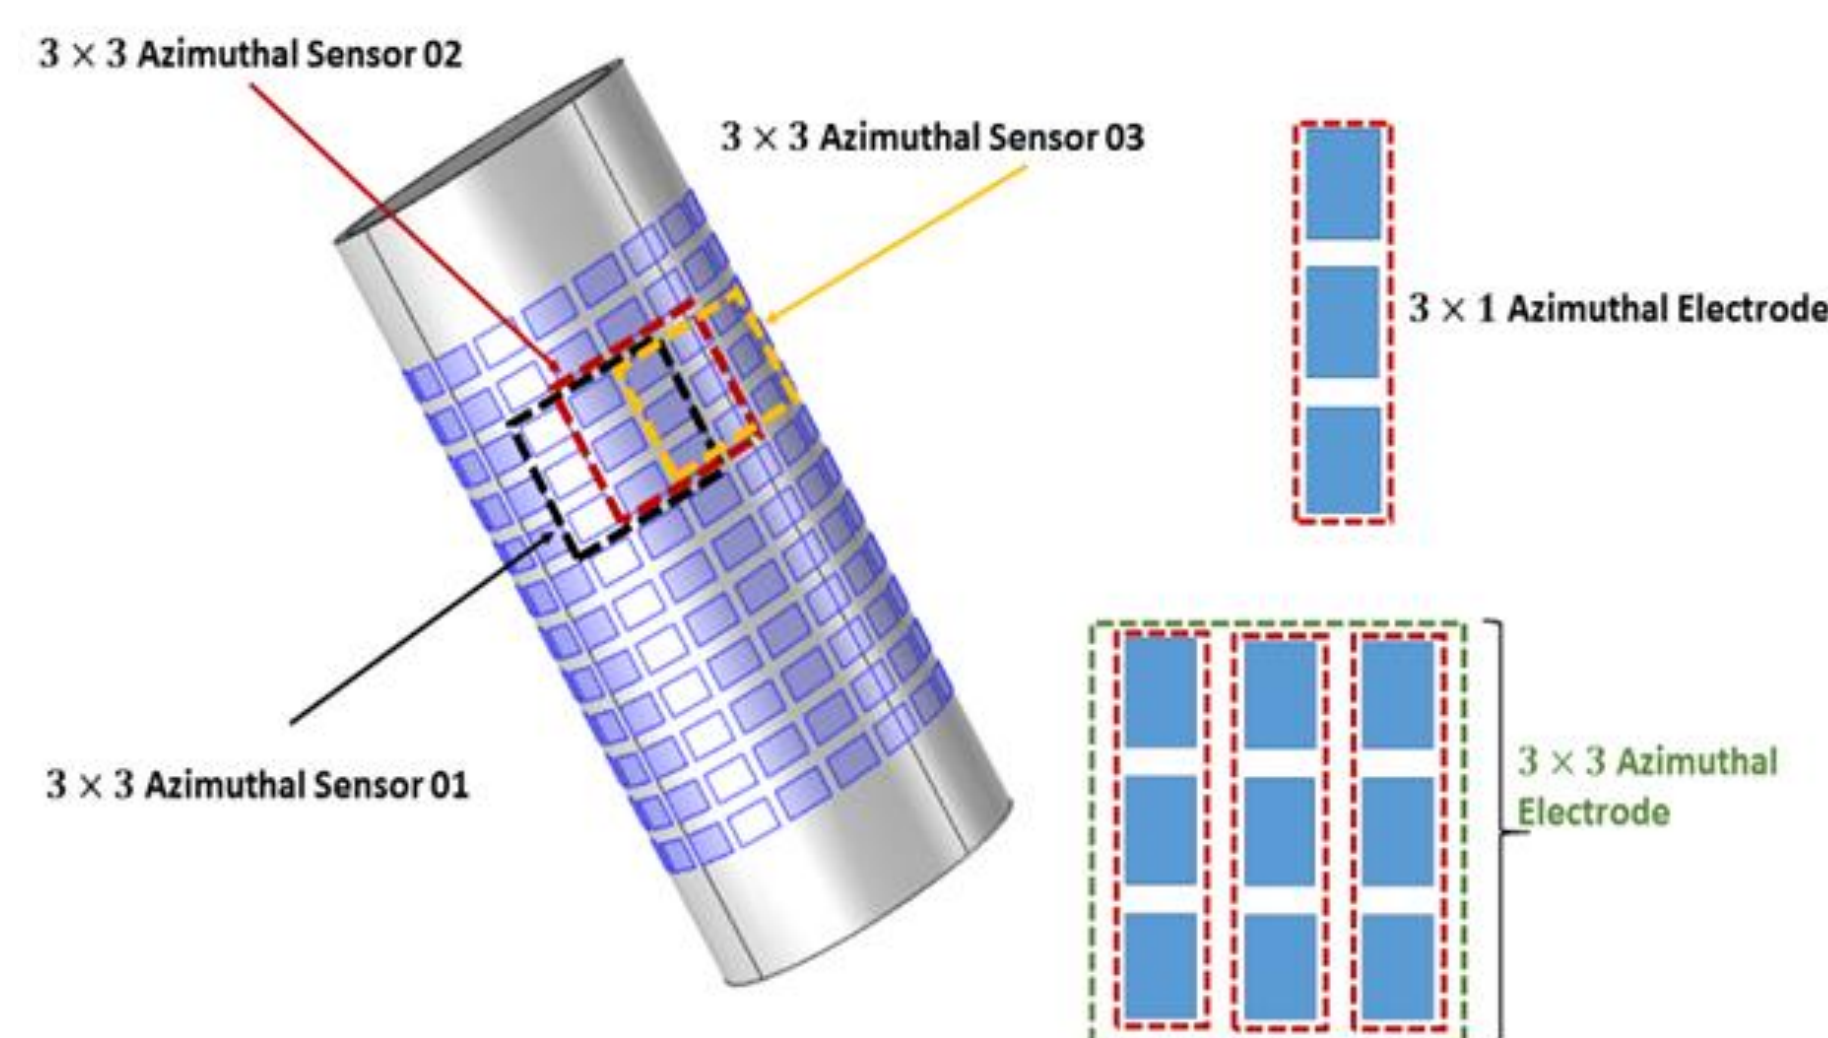 3 × 3 Azimuthal Sensor 02
3 × 3 Azimuthal Sensor 03
3 × 1 Azimuthal Electrode
3 × 3 Azimuthal Sensor 01
3 × 3 Azimuthal
Electrode